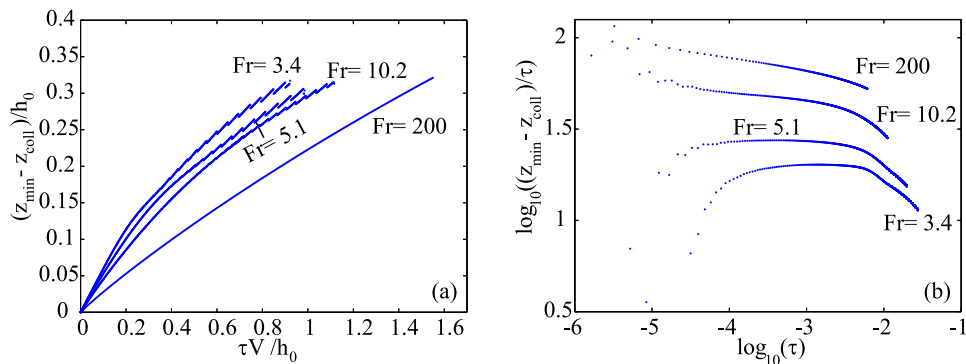 0.4
0.35
0.3
0.25
0.2
0.15
0.1
0.05
0
(z_min - z_coll)/h_0
Fr= 3.4
Fr= 10.2
Fr= 5.1
Fr= 200
(a)
0 0.2 0.4 0.6 0.8 1 1.2 1.4 1.6
τV/h_0
2
1.5
1
0.5
log_10((z_min - z_coll)/τ)
Fr= 200
Fr= 10.2
Fr= 5.1
Fr= 3.4
(b)
-6 -5 -4 -3 -2 -1
log_10(τ)